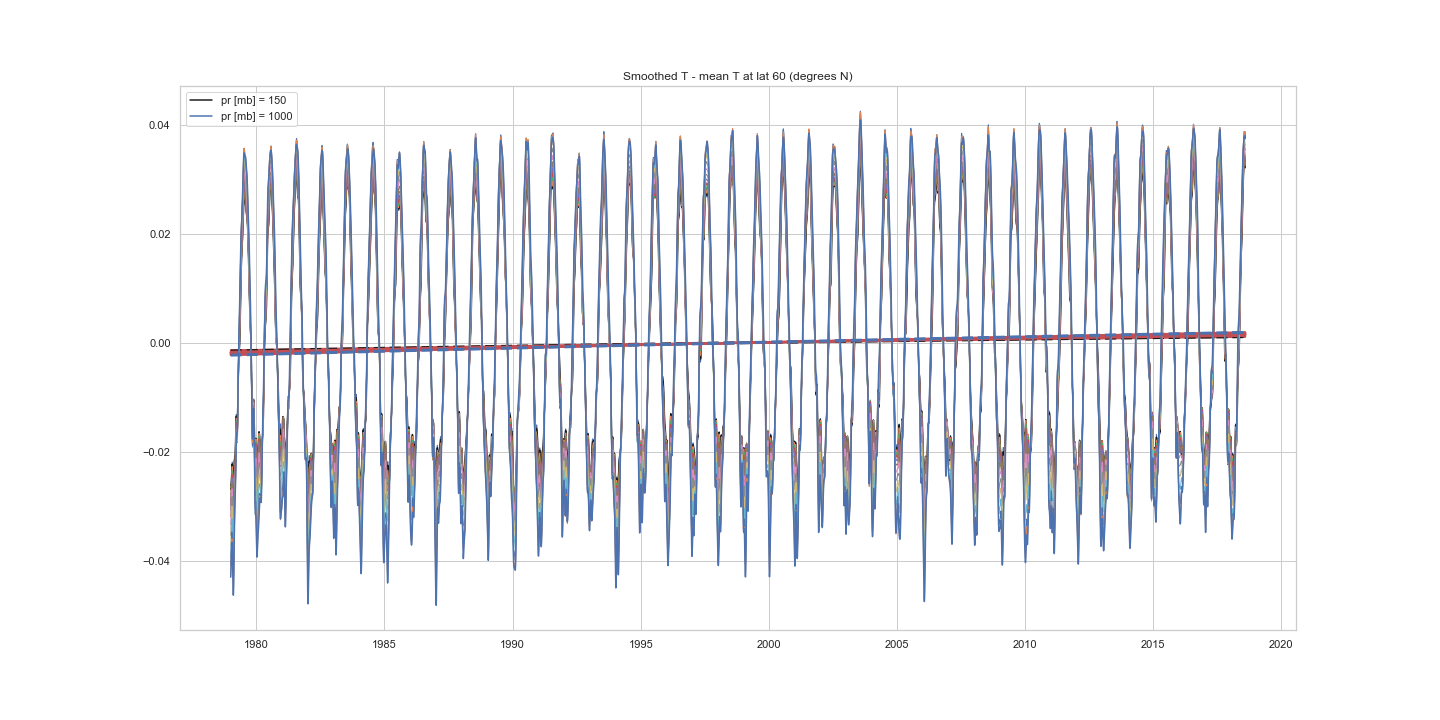 Smoothed T - mean T at lat 60 (degrees N)
pr [mb] = 150
pr [mb] = 1000
0.04
0.02
0.00
−0.02
−0.04
1980 1985 1990 1995 2000 2005 2010 2015 2020